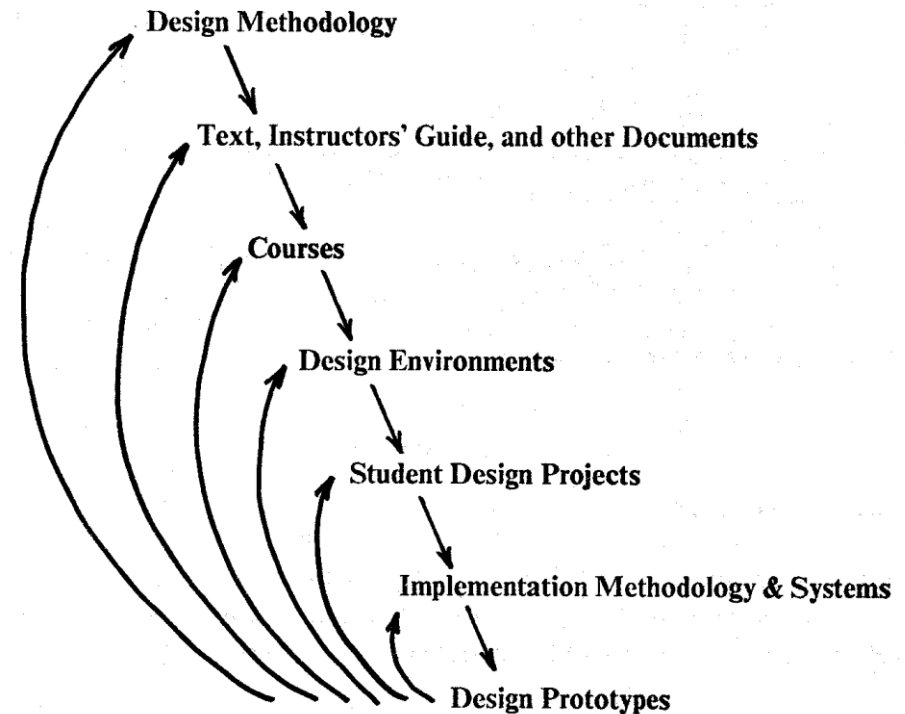 Design Methodology
Text, Instructors' Guide, and other Documents
Courses
Design Environments
Student Design Projects
Implementation Methodology & Systems
Design Prototypes